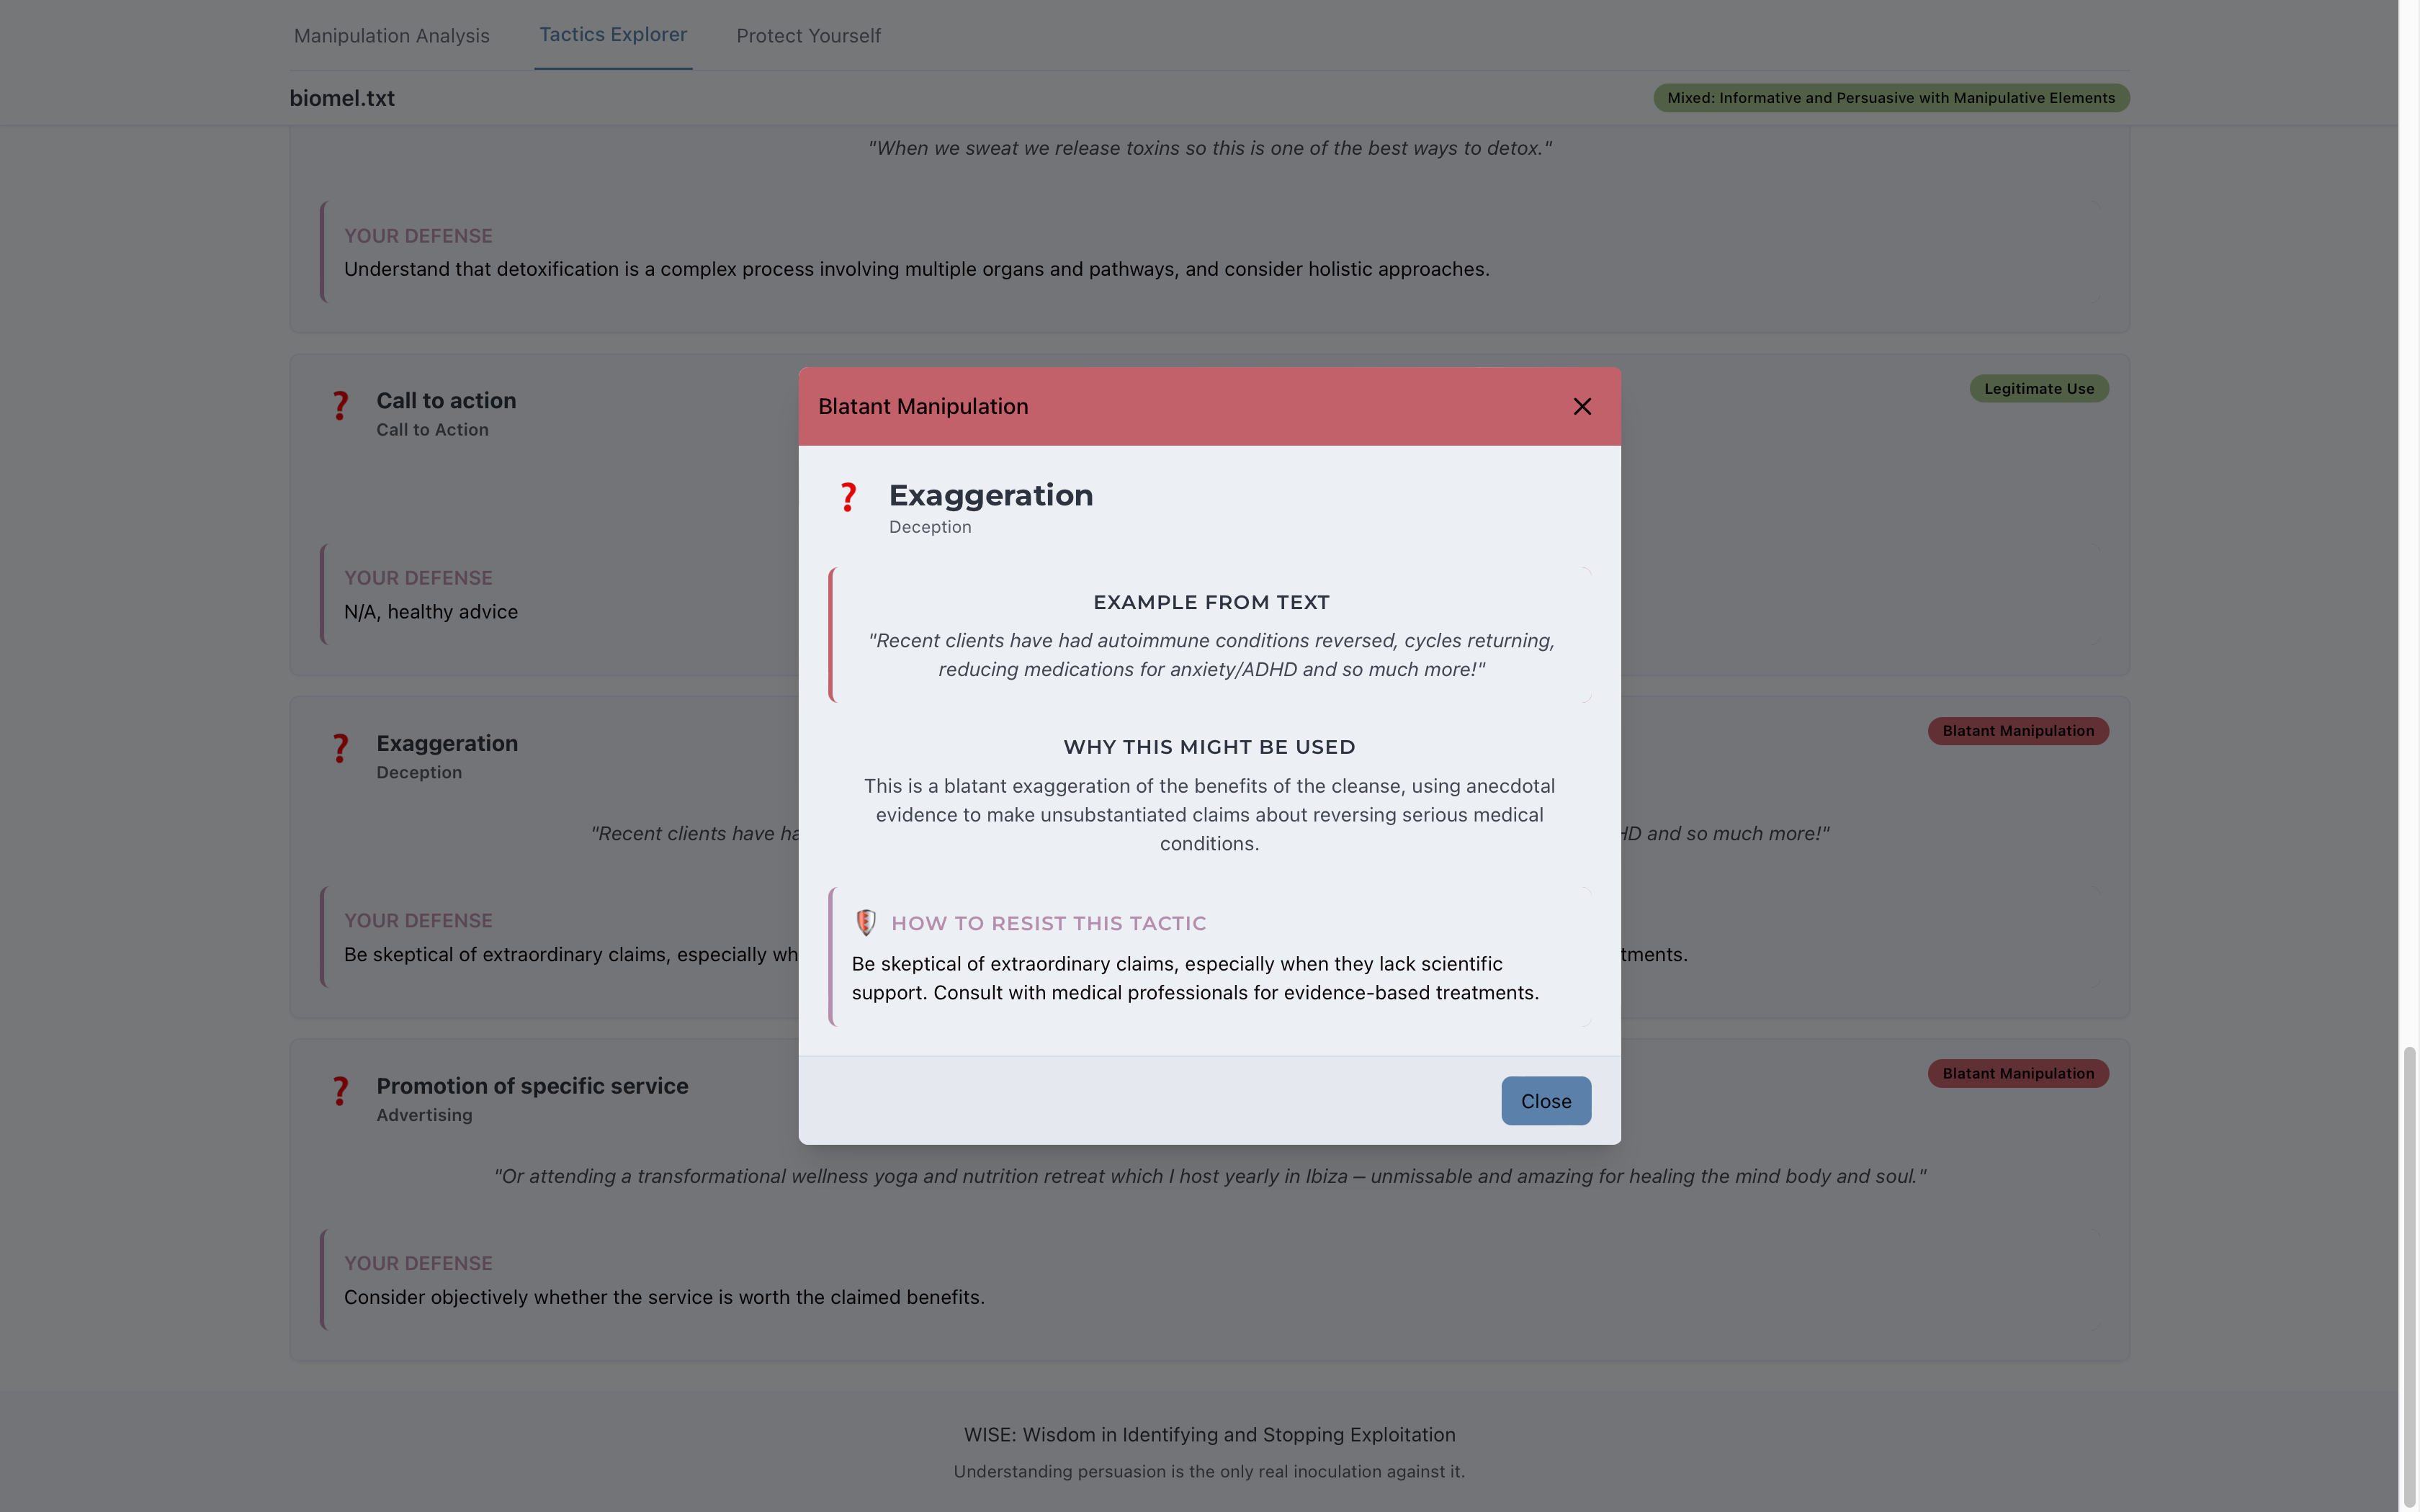 Manipulation Analysis
Tactics Explorer
Protect Yourself
biomel.txt
Mixed: Informative and Persuasive with Manipulative Elements
"When we sweat we release toxins so this is one of the best ways to detox."
YOUR DEFENSE
Understand that detoxification is a complex process involving multiple organs and pathways, and consider holistic approaches.
❓ Call to action
Call to Action
Legitimate Use
YOUR DEFENSE
N/A, healthy advice
❓ Exaggeration
Deception
Blatant Manipulation
"Recent clients have ha
HD and so much more!"
YOUR DEFENSE
Be skeptical of extraordinary claims, especially wh
tments.
❓ Promotion of specific service
Advertising
Blatant Manipulation
"Or attending a transformational wellness yoga and nutrition retreat which I host yearly in Ibiza – unmissable and amazing for healing the mind body and soul."
YOUR DEFENSE
Consider objectively whether the service is worth the claimed benefits.
Blatant Manipulation
❓ Exaggeration
Deception
EXAMPLE FROM TEXT
"Recent clients have had autoimmune conditions reversed, cycles returning,
reducing medications for anxiety/ADHD and so much more!"
WHY THIS MIGHT BE USED
This is a blatant exaggeration of the benefits of the cleanse, using anecdotal
evidence to make unsubstantiated claims about reversing serious medical
conditions.
HOW TO RESIST THIS TACTIC
Be skeptical of extraordinary claims, especially when they lack scientific
support. Consult with medical professionals for evidence-based treatments.
Close
WISE: Wisdom in Identifying and Stopping Exploitation
Understanding persuasion is the only real inoculation against it.